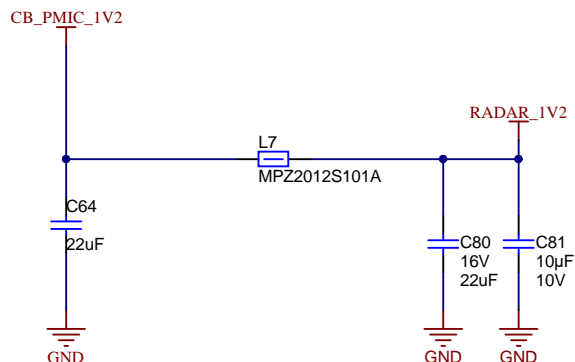 CB_PMIC_1V2
RADAR_1V2
L7
MPZ2012S101A
C64
22uF
C80
16V
22uF
C81
10µF
10V
GND
GND
GND